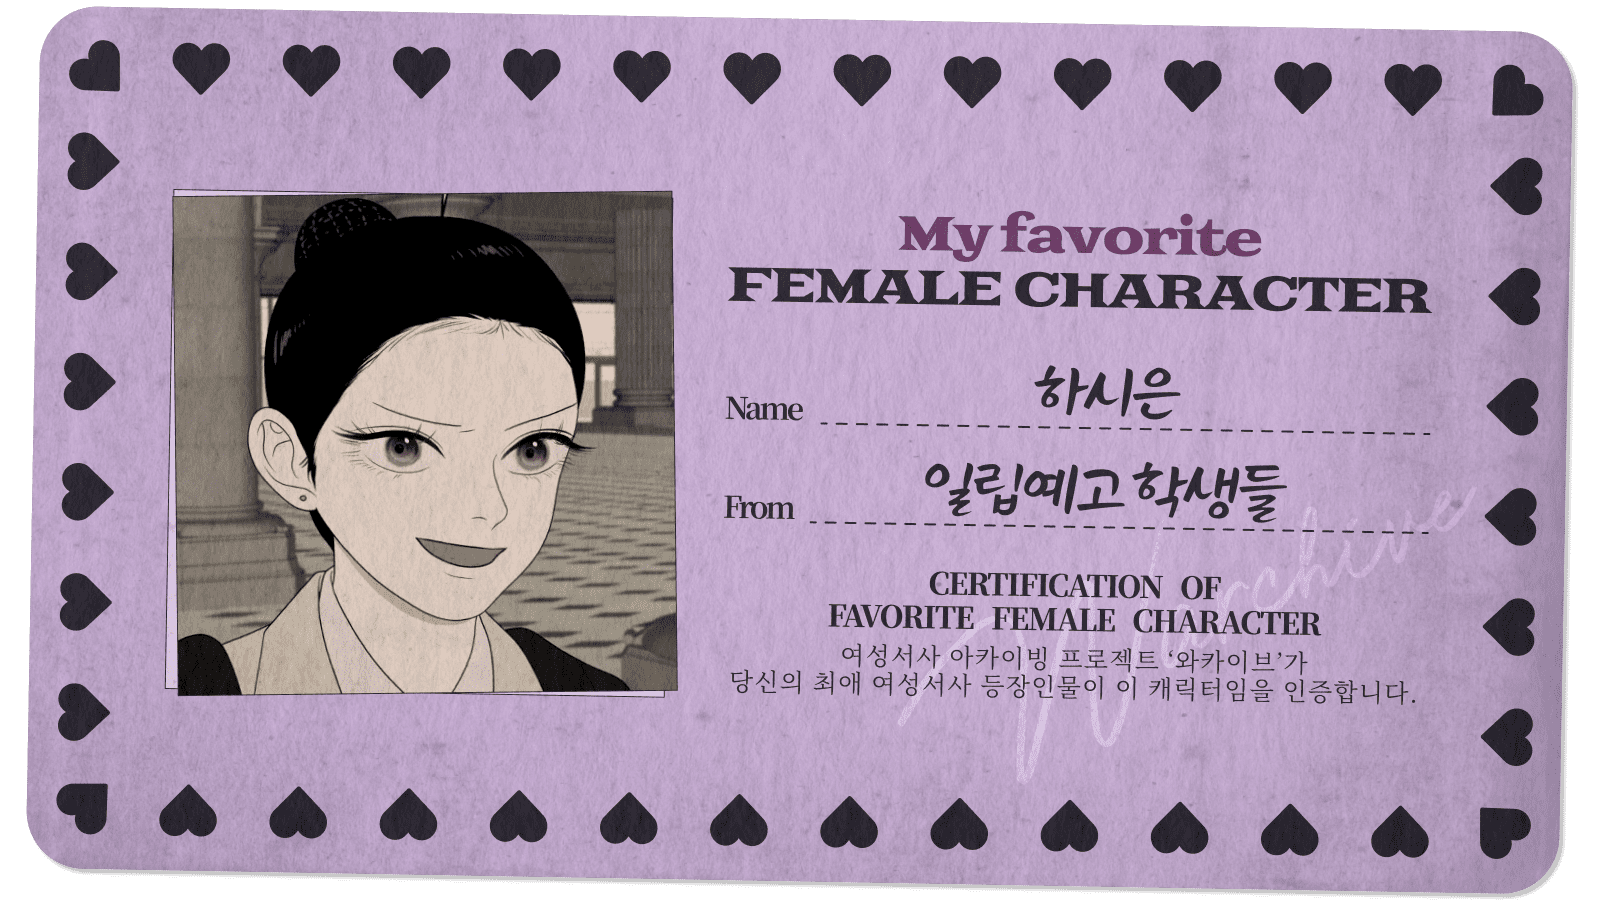 My favorite
FEMALE CHARACTER
Name 하시은
From 일립예고 학생들
CERTIFICATION OF
FAVORITE FEMALE CHARACTER
여성서사 아카이빙 프로젝트 ‘와카이브’가
당신의 최애 여성서사 등장인물이 이 캐릭터임을 인증합니다.
Warchive